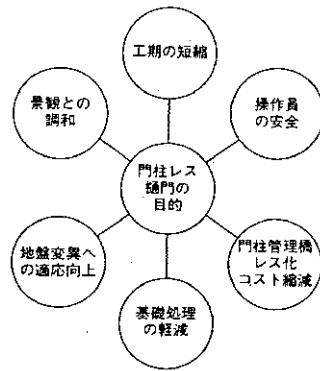 工期の短縮
景観との
調和
操作員
の安全
門柱レス
樋門の
目的
地盤変異へ
の適応向上
門柱管理橋
レス化
コスト縮減
基礎処理
の軽減